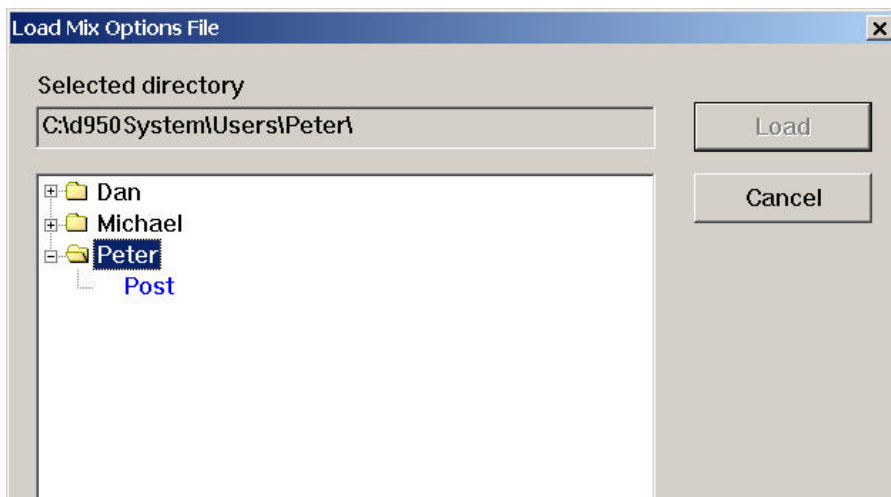 Load Mix Options File
Selected directory
C:\d950System\Users\Peter\
Load
Cancel
Dan
Michael
Peter
Post